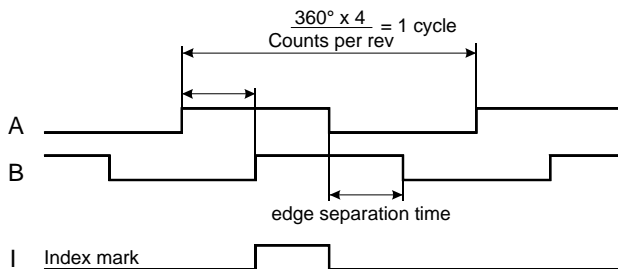 360° x 4
Counts per rev
= 1 cycle
A
B
edge separation time
I
Index mark